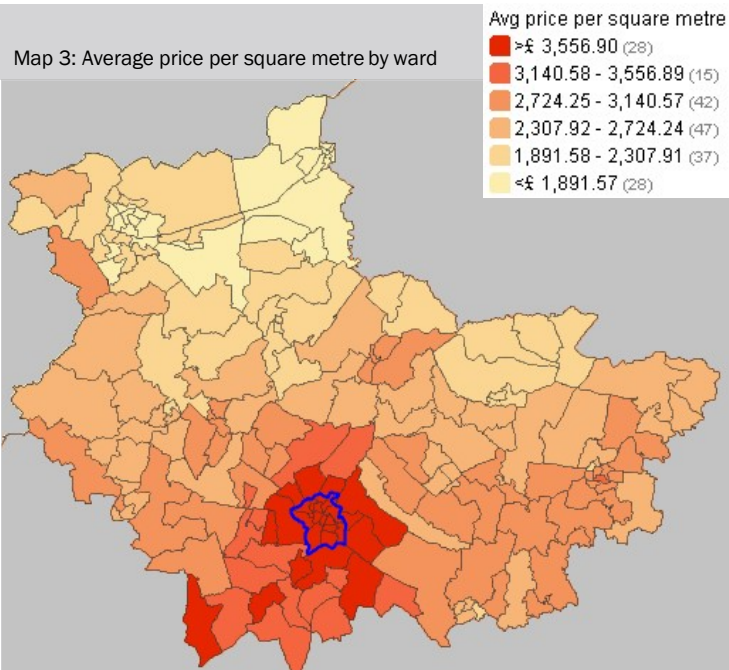 Map 3: Average price per square metre by ward
Avg price per square metre
>£ 3,556.90 (28)
3,140.58 - 3,556.89 (15)
2,724.25 - 3,140.57 (42)
2,307.92 - 2,724.24 (47)
1,891.58 - 2,307.91 (37)
<£ 1,891.57 (28)